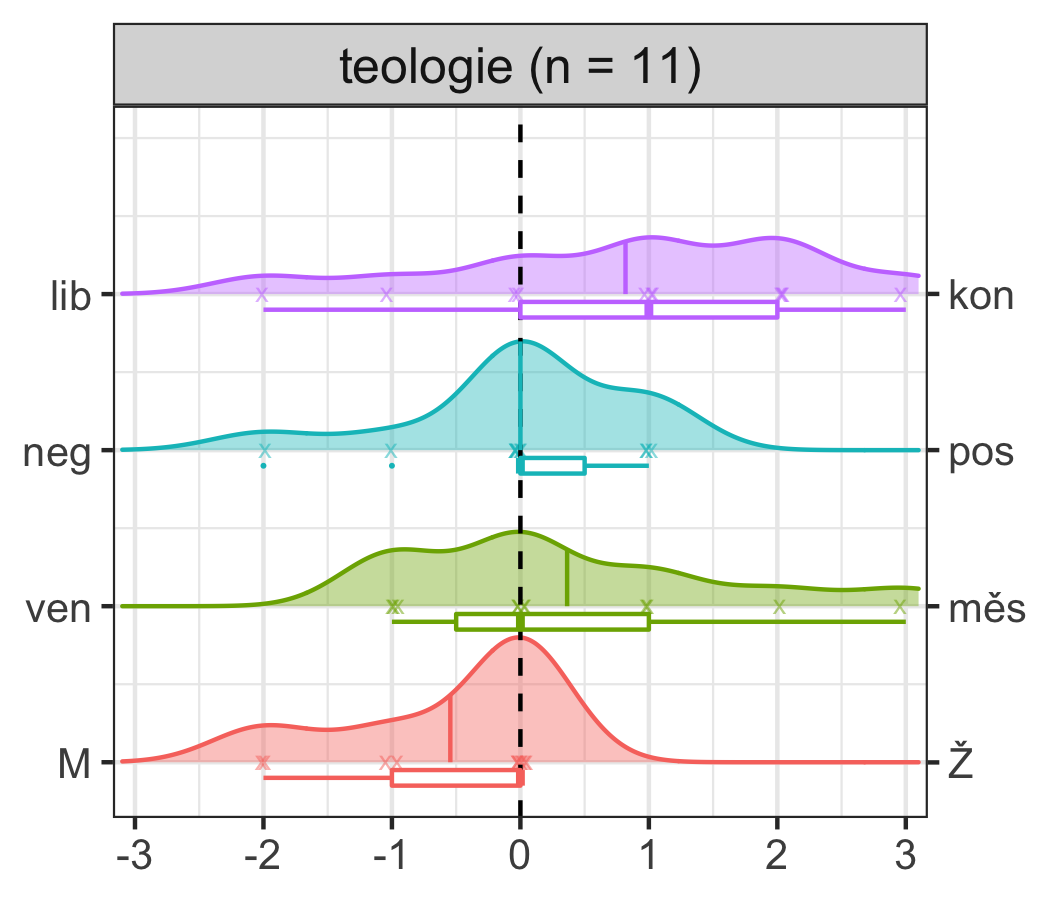 teologie (n = 11)
lib kon
neg pos
ven měs
M Ž
-3 -2 -1 0 1 2 3